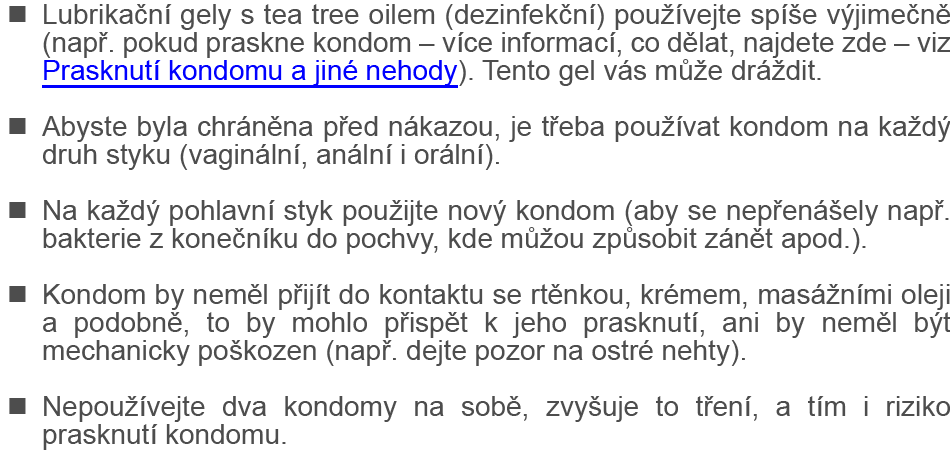 ■ Lubrikační gely s tea tree oilem (dezinfekční) používejte spíše výjimečně
(např. pokud praskne kondom – více informací, co dělat, najdete zde – viz
Prasknutí kondomu a jiné nehody). Tento gel vás může dráždit.
■ Abyste byla chráněna před nákazou, je třeba používat kondom na každý
druh styku (vaginální, anální i orální).
■ Na každý pohlavní styk použijte nový kondom (aby se nepřenášely např.
bakterie z konečníku do pochvy, kde můžou způsobit zánět apod.).
■ Kondom by neměl přijít do kontaktu se rtěnkou, krémem, masážními oleji
a podobně, to by mohlo přispět k jeho prasknutí, ani by neměl být
mechanicky poškozen (např. dejte pozor na ostré nehty).
■ Nepoužívejte dva kondomy na sobě, zvyšuje to tření, a tím i riziko
prasknutí kondomu.